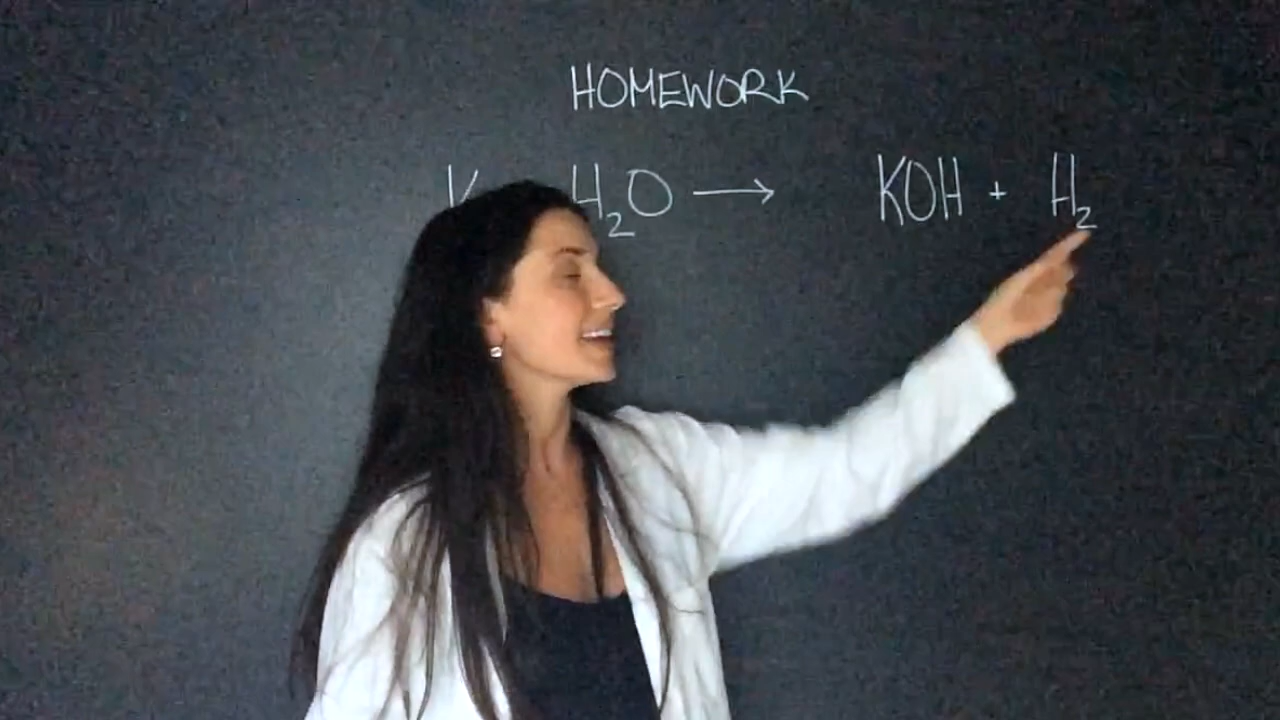 HOMEWORK
K H₂O → KOH + H₂